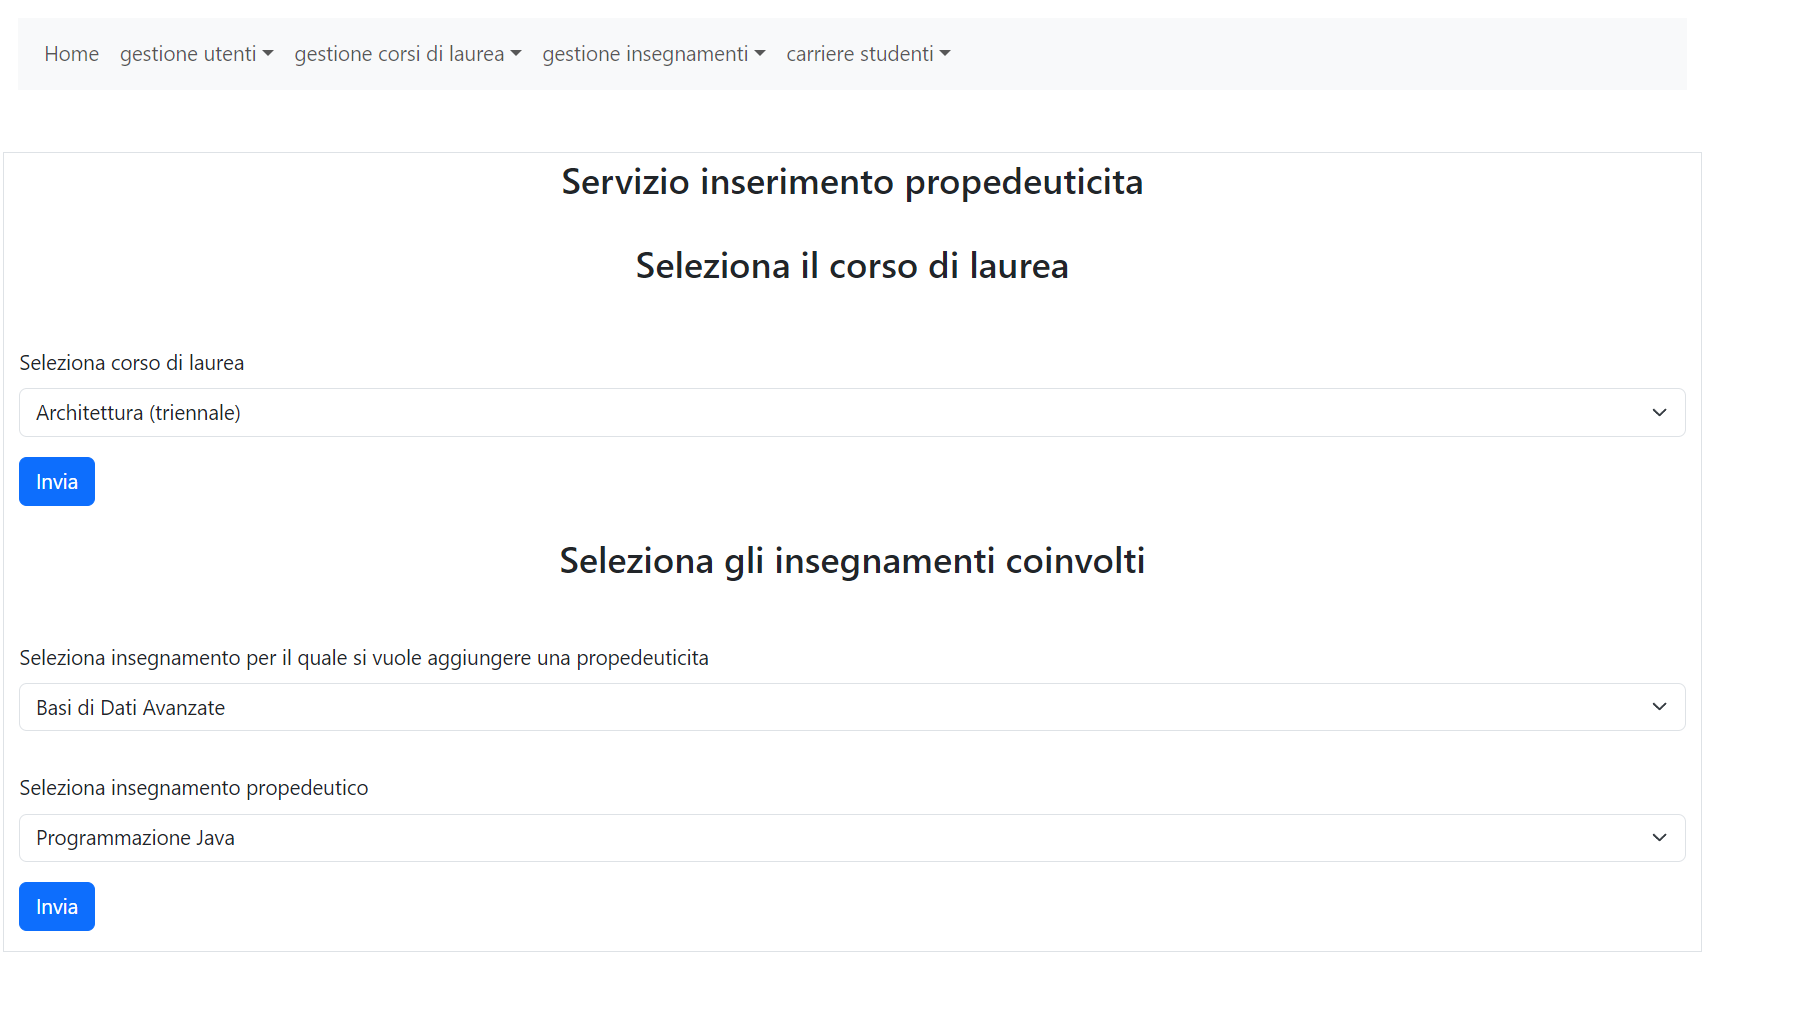 Home gestione utenti gestione corsi di laurea gestione insegnamenti carriere studenti
Servizio inserimento propedeuticita
Seleziona il corso di laurea
Seleziona corso di laurea
Architettura (triennale)
Invia
Seleziona gli insegnamenti coinvolti
Seleziona insegnamento per il quale si vuole aggiungere una propedeuticita
Basi di Dati Avanzate
Seleziona insegnamento propedeutico
Programmazione Java
Invia